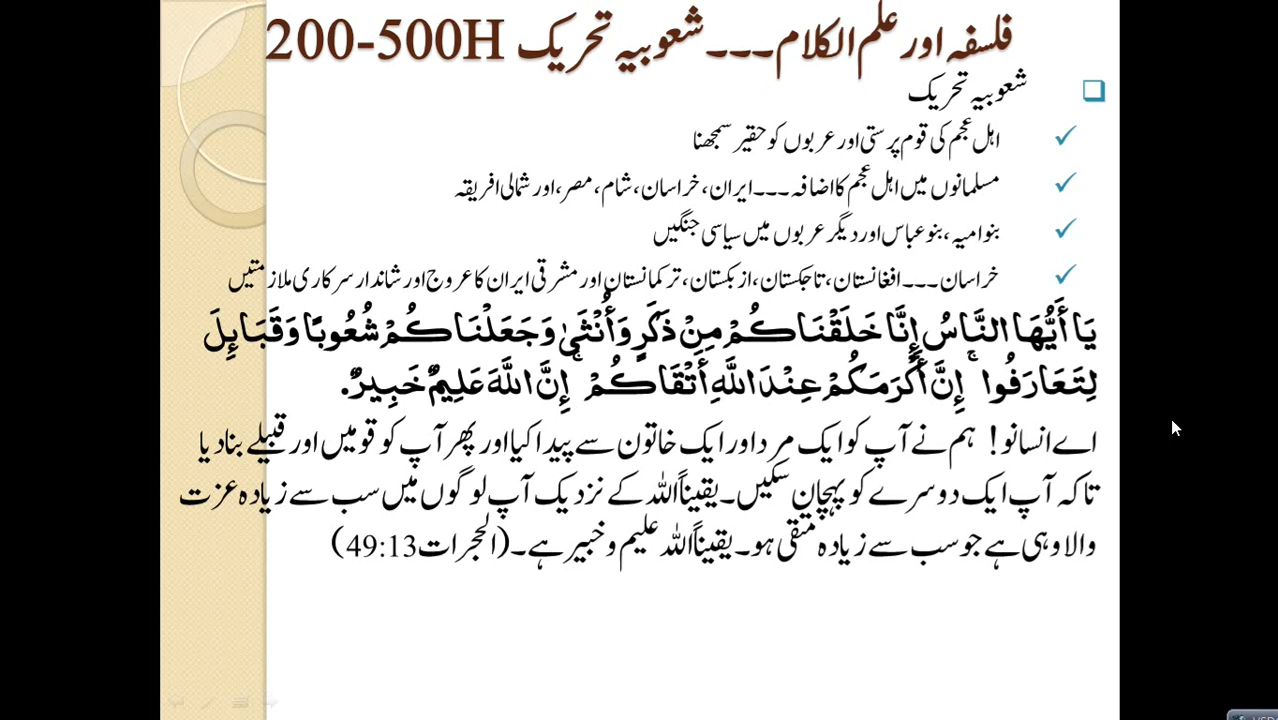 فلسفہ اور علم الکلام۔۔۔شعوبیہ تحریک 200-500H
شعوبیہ تحریک
اہل عجم کی قوم پرستی اور عربوں کو حقیر سمجھنا
مسلمانوں میں اہل عجم کا اضافہ۔۔۔ایران، خراسان، شام، مصر، اور شمالی افریقہ
بنو امیہ، بنو عباس اور دیگر عربوں میں سیاسی جنگیں
خراسان۔۔۔افغانستان، تاجکستان، ازبکستان، ترکمانستان اور مشرقی ایران کا عروج اور شاندار سرکاری ملازمتیں
يَا أَيُّهَا النَّاسُ إِنَّا خَلَقْنَاكُمْ مِنْ ذَكَرٍ وَأُنْثَىٰ وَجَعَلْنَاكُمْ شُعُوبًا وَقَبَايِلَ
لِتَعَارَفُوا ۚ إِنَّ أَكْرَمَكُمْ عِنْدَ اللَّهِ أَتْقَاكُمْ ۚ إِنَّ اللَّهَ عَلِيمٌ خَبِيرٌ.
اے انسانو! ہم نے آپ کو ایک مرد اور ایک خاتون سے پیدا کیا اور پھر آپ کو قومیں اور قبیلے بنا دیا
تاکہ آپ ایک دوسرے کو پہچان سکیں۔ یقیناً اللہ کے نزدیک آپ لوگوں میں سب سے زیادہ عزت
والا وہی ہے جو سب سے زیادہ متقی ہو۔ یقیناً اللہ علیم و خبیر ہے۔ (الحجرات 49:13)